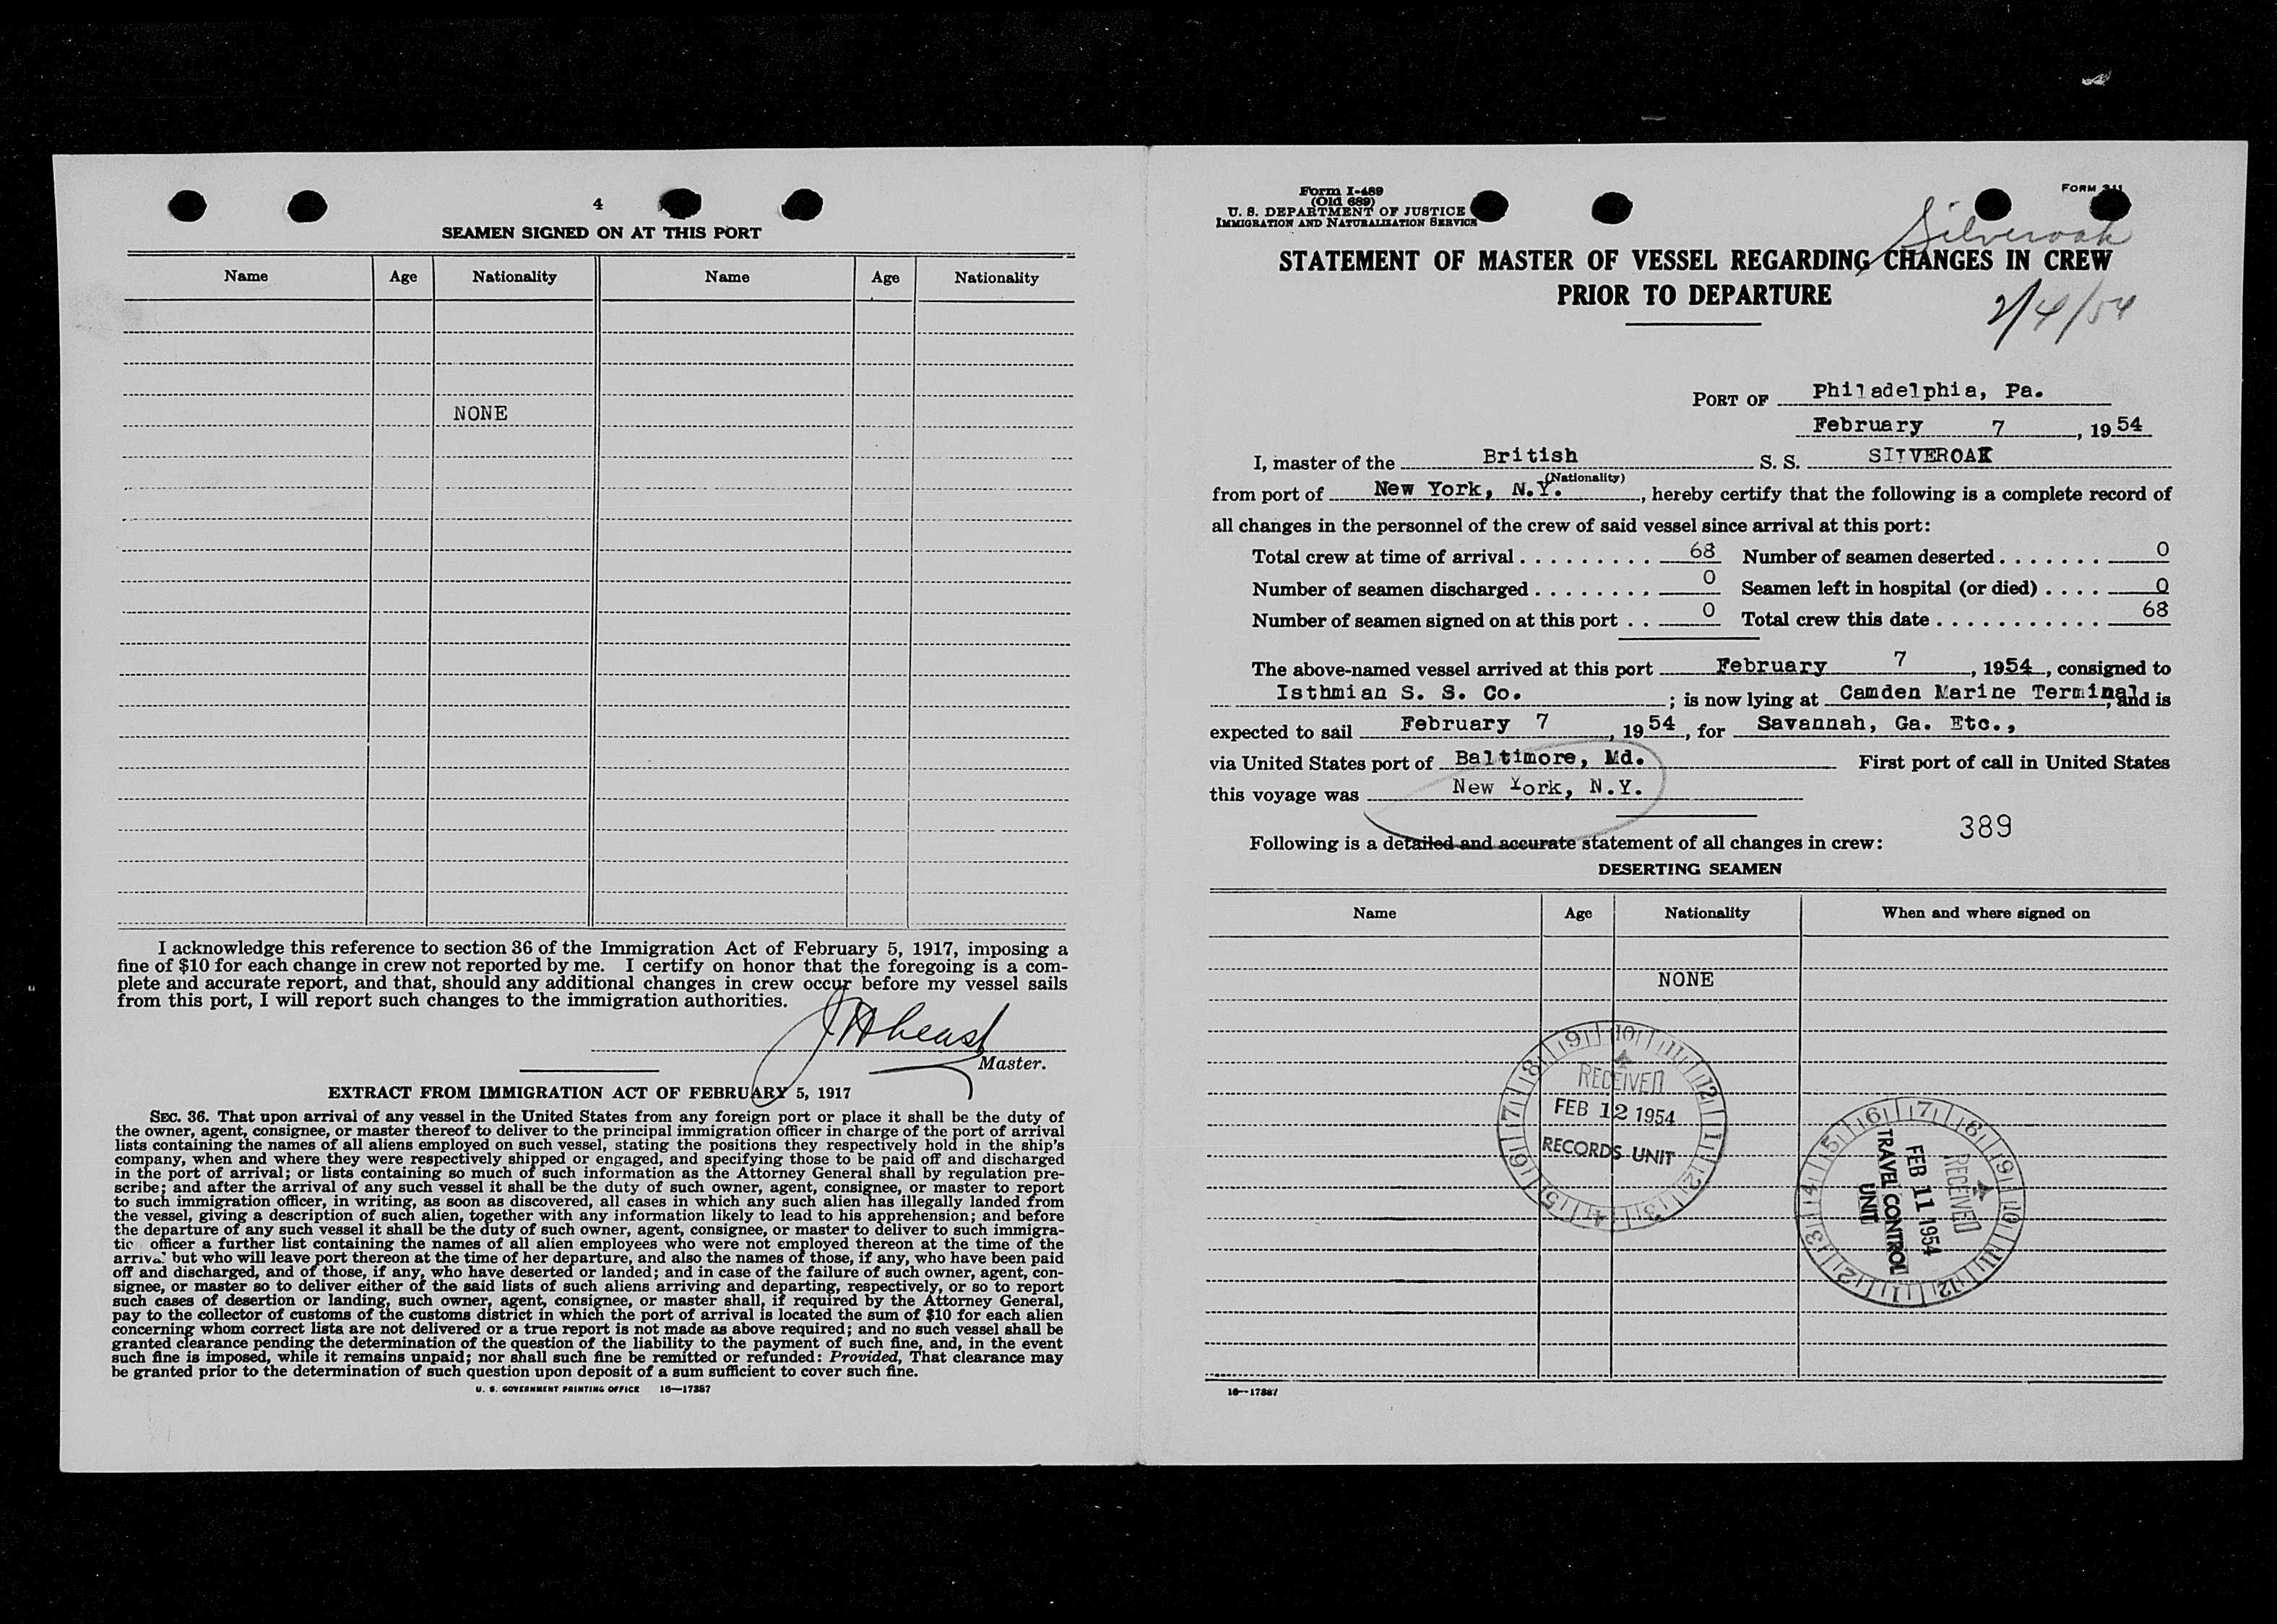 4
SEAMEN SIGNED ON AT THIS PORT
Name Age Nationality Name Age Nationality
NONE
I acknowledge this reference to section 36 of the Immigration Act of February 5, 1917, imposing a
fine of $10 for each change in crew not reported by me. I certify on honor that the foregoing is a com-
plete and accurate report, and that, should any additional changes in crew occur before my vessel sails
from this port, I will report such changes to the immigration authorities.
Master.
EXTRACT FROM IMMIGRATION ACT OF FEBRUARY 5, 1917
SEC. 36. That upon arrival of any vessel in the United States from any foreign port or place it shall be the duty of
the owner, agent, consignee, or master thereof to deliver to the principal immigration officer in charge of the port of arrival
lists containing the names of all aliens employed on such vessel, stating the positions they respectively hold in the ship's
company, when and where they were respectively shipped or engaged, and specifying those to be paid off and discharged
in the port of arrival; or lists containing so much of such information as the Attorney General shall by regulation pre-
scribe; and after the arrival of any such vessel it shall be the duty of such owner, agent, consignee, or master to report
to such immigration officer, in writing, as soon as discovered, all cases in which any such alien has illegally landed from
the vessel, giving a description of such alien, together with any information likely to lead to his apprehension; and before
the departure of any such vessel it shall be the duty of such owner, agent, consignee, or master to deliver to such immigra-
tio officer a further list containing the names of all alien employees who were not employed thereon at the time of the
arrival but who will leave port thereon at the time of her departure, and also the names of those, if any, who have been paid
off and discharged, and of those, if any, who have deserted or landed; and in case of the failure of such owner, agent, con-
signee, or master so to deliver either of the said lists of such aliens arriving and departing, respectively, or so to report
such cases of desertion or landing, such owner, agent, consignee, or master shall, if required by the Attorney General,
pay to the collector of customs of the customs district in which the port of arrival is located the sum of $10 for each alien
concerning whom correct lists are not delivered or a true report is not made as above required; and no such vessel shall be
granted clearance pending the determination of the question of the liability to the payment of such fine, and, in the event
such fine is imposed, while it remains unpaid; nor shall such fine be remitted or refunded: Provided, That clearance may
be granted prior to the determination of such question upon deposit of a sum sufficient to cover such fine.
U. S. GOVERNMENT PRINTING OFFICE 16—17387
Form I-489
(Old 689)
U. S. DEPARTMENT OF JUSTICE
IMMIGRATION AND NATURALIZATION SERVICE
FORM
Silveroak
STATEMENT OF MASTER OF VESSEL REGARDING CHANGES IN CREW
PRIOR TO DEPARTURE
2/4/54
PORT OF Philadelphia, Pa.
February 7, 1954
I, master of the British S. S. SILVEROAK
(Nationality)
from port of New York, N.Y., hereby certify that the following is a complete record of
all changes in the personnel of the crew of said vessel since arrival at this port:
Total crew at time of arrival . . . . . . . . . 68 Number of seamen deserted . . . . . . . 0
Number of seamen discharged . . . . . . . . 0 Seamen left in hospital (or died) . . . . 0
Number of seamen signed on at this port . . 0 Total crew this date . . . . . . . . . . . 68
The above-named vessel arrived at this port February 7, 1954, consigned to
Isthmian S. S. Co. ; is now lying at Camden Marine Terminal, and is
expected to sail February 7, 1954, for Savannah, Ga. Etc.,
via United States port of Baltimore, Md. First port of call in United States
this voyage was New York, N.Y.
389
Following is a detailed and accurate statement of all changes in crew:
DESERTING SEAMEN
Name Age Nationality When and where signed on
NONE
RECEIVED
FEB 12 1954
RECORDS UNIT
RECEIVED
FEB 11 1954
TRAVEL CONTROL
UNIT
16—17387